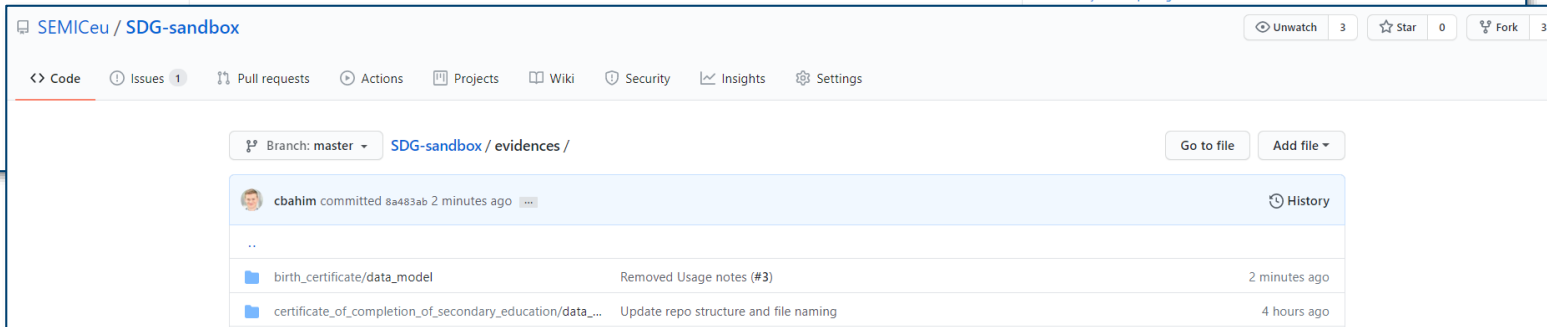 SEMICeu / SDG-sandbox
Unwatch 3 Star 0 Fork 3
<> Code Issues 1 Pull requests Actions Projects Wiki Security Insights Settings
Branch: master SDG-sandbox / evidences / Go to file Add file
cbahim committed 8a483ab 2 minutes ago ... History
..
birth_certificate/data_model Removed Usage notes (#3) 2 minutes ago
certificate_of_completion_of_secondary_education/data_... Update repo structure and file naming 4 hours ago